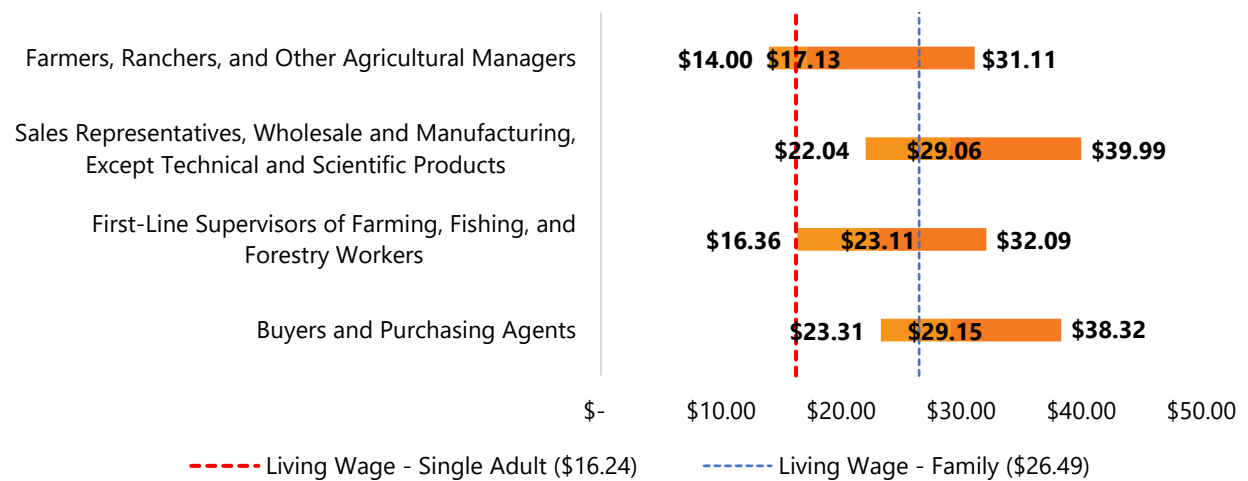 Farmers, Ranchers, and Other Agricultural Managers
$14.00 $17.13 $31.11
Sales Representatives, Wholesale and Manufacturing,
Except Technical and Scientific Products
$22.04 $29.06 $39.99
First-Line Supervisors of Farming, Fishing, and
Forestry Workers
$16.36 $23.11 $32.09
Buyers and Purchasing Agents
$23.31 $29.15 $38.32
$- $10.00 $20.00 $30.00 $40.00 $50.00
Living Wage - Single Adult ($16.24) Living Wage - Family ($26.49)